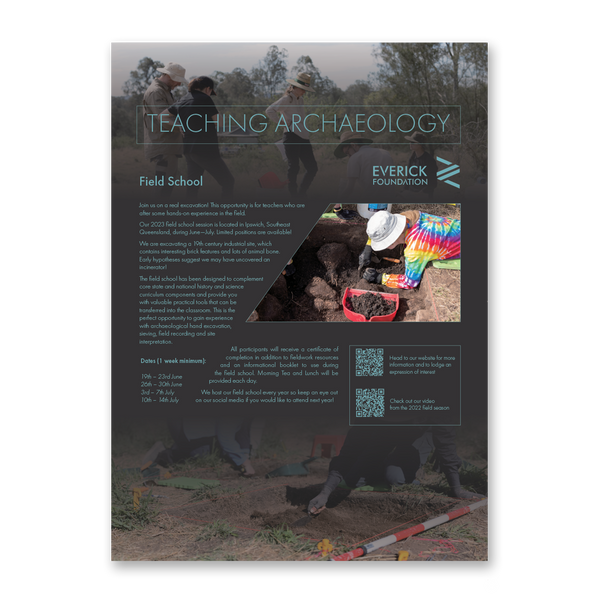 TEACHING ARCHAEOLOGY
EVERICK
FOUNDATION
Field School
Join us on a real excavation! This opportunity is for teachers who are
after some hands-on experience in the field.
Our 2023 field school session is located in Ipswich, Southeast
Queensland, during June–July. Limited positions are available!
We are excavating a 19th century industrial site, which
contains interesting brick features and lots of animal bone.
Early hypotheses suggest we may have uncovered an
incinerator!
The field school has been designed to complement
core state and national history and science
curriculum components and provide you
with valuable practical tools that can be
transferred into the classroom. This is the
perfect opportunity to gain experience
with archaeological hand excavation,
sieving, field recording and site
interpretation.
All participants will receive a certificate of
completion in addition to fieldwork resources
and an informational booklet to use during
the field school. Morning Tea and Lunch will be
provided each day.
We host our field school every year so keep an eye out
on our social media if you would like to attend next year!
Dates (1 week minimum):
19th – 23rd June
26th – 30th June
3rd – 7th July
10th – 14th July
Head to our website for more
information and to lodge an
expression of interest
Check out our video
from the 2022 field season